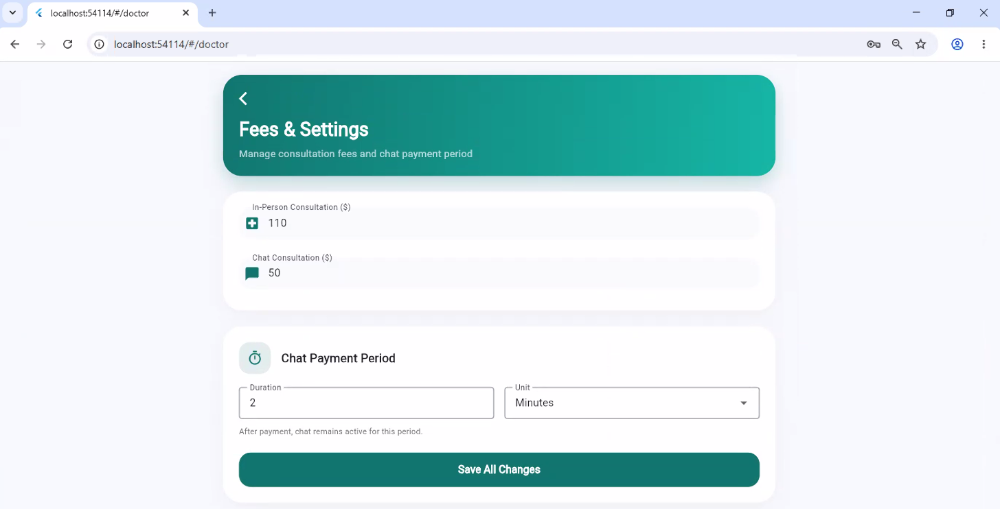 localhost:54114/#/doctor
localhost:54114/#/doctor
Fees & Settings
Manage consultation fees and chat payment period
In-Person Consultation ($)
110
Chat Consultation ($)
50
Chat Payment Period
Duration
2
Unit
Minutes
After payment, chat remains active for this period.
Save All Changes